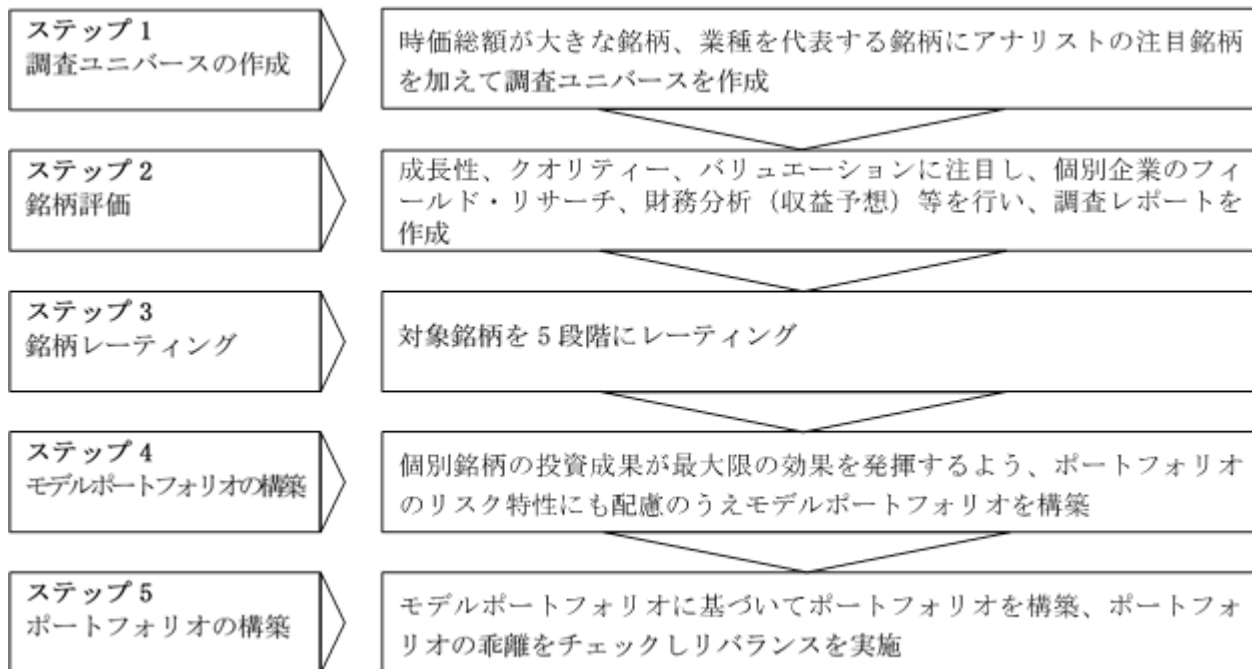 ステップ 1
調査ユニバースの作成
時価総額が大きな銘柄、業種を代表する銘柄にアナリストの注目銘柄
を加えて調査ユニバースを作成
ステップ 2
銘柄評価
成長性、クオリティー、バリュエーションに注目し、個別企業のフィ
ールド・リサーチ、財務分析（収益予想）等を行い、調査レポートを
作成
ステップ 3
銘柄レーティング
対象銘柄を 5 段階にレーティング
ステップ 4
モデルポートフォリオの構築
個別銘柄の投資成果が最大限の効果を発揮するよう、ポートフォリオ
のリスク特性にも配慮のうえモデルポートフォリオを構築
ステップ 5
ポートフォリオの構築
モデルポートフォリオに基づいてポートフォリオを構築、ポートフォ
リオの乖離をチェックしリバランスを実施